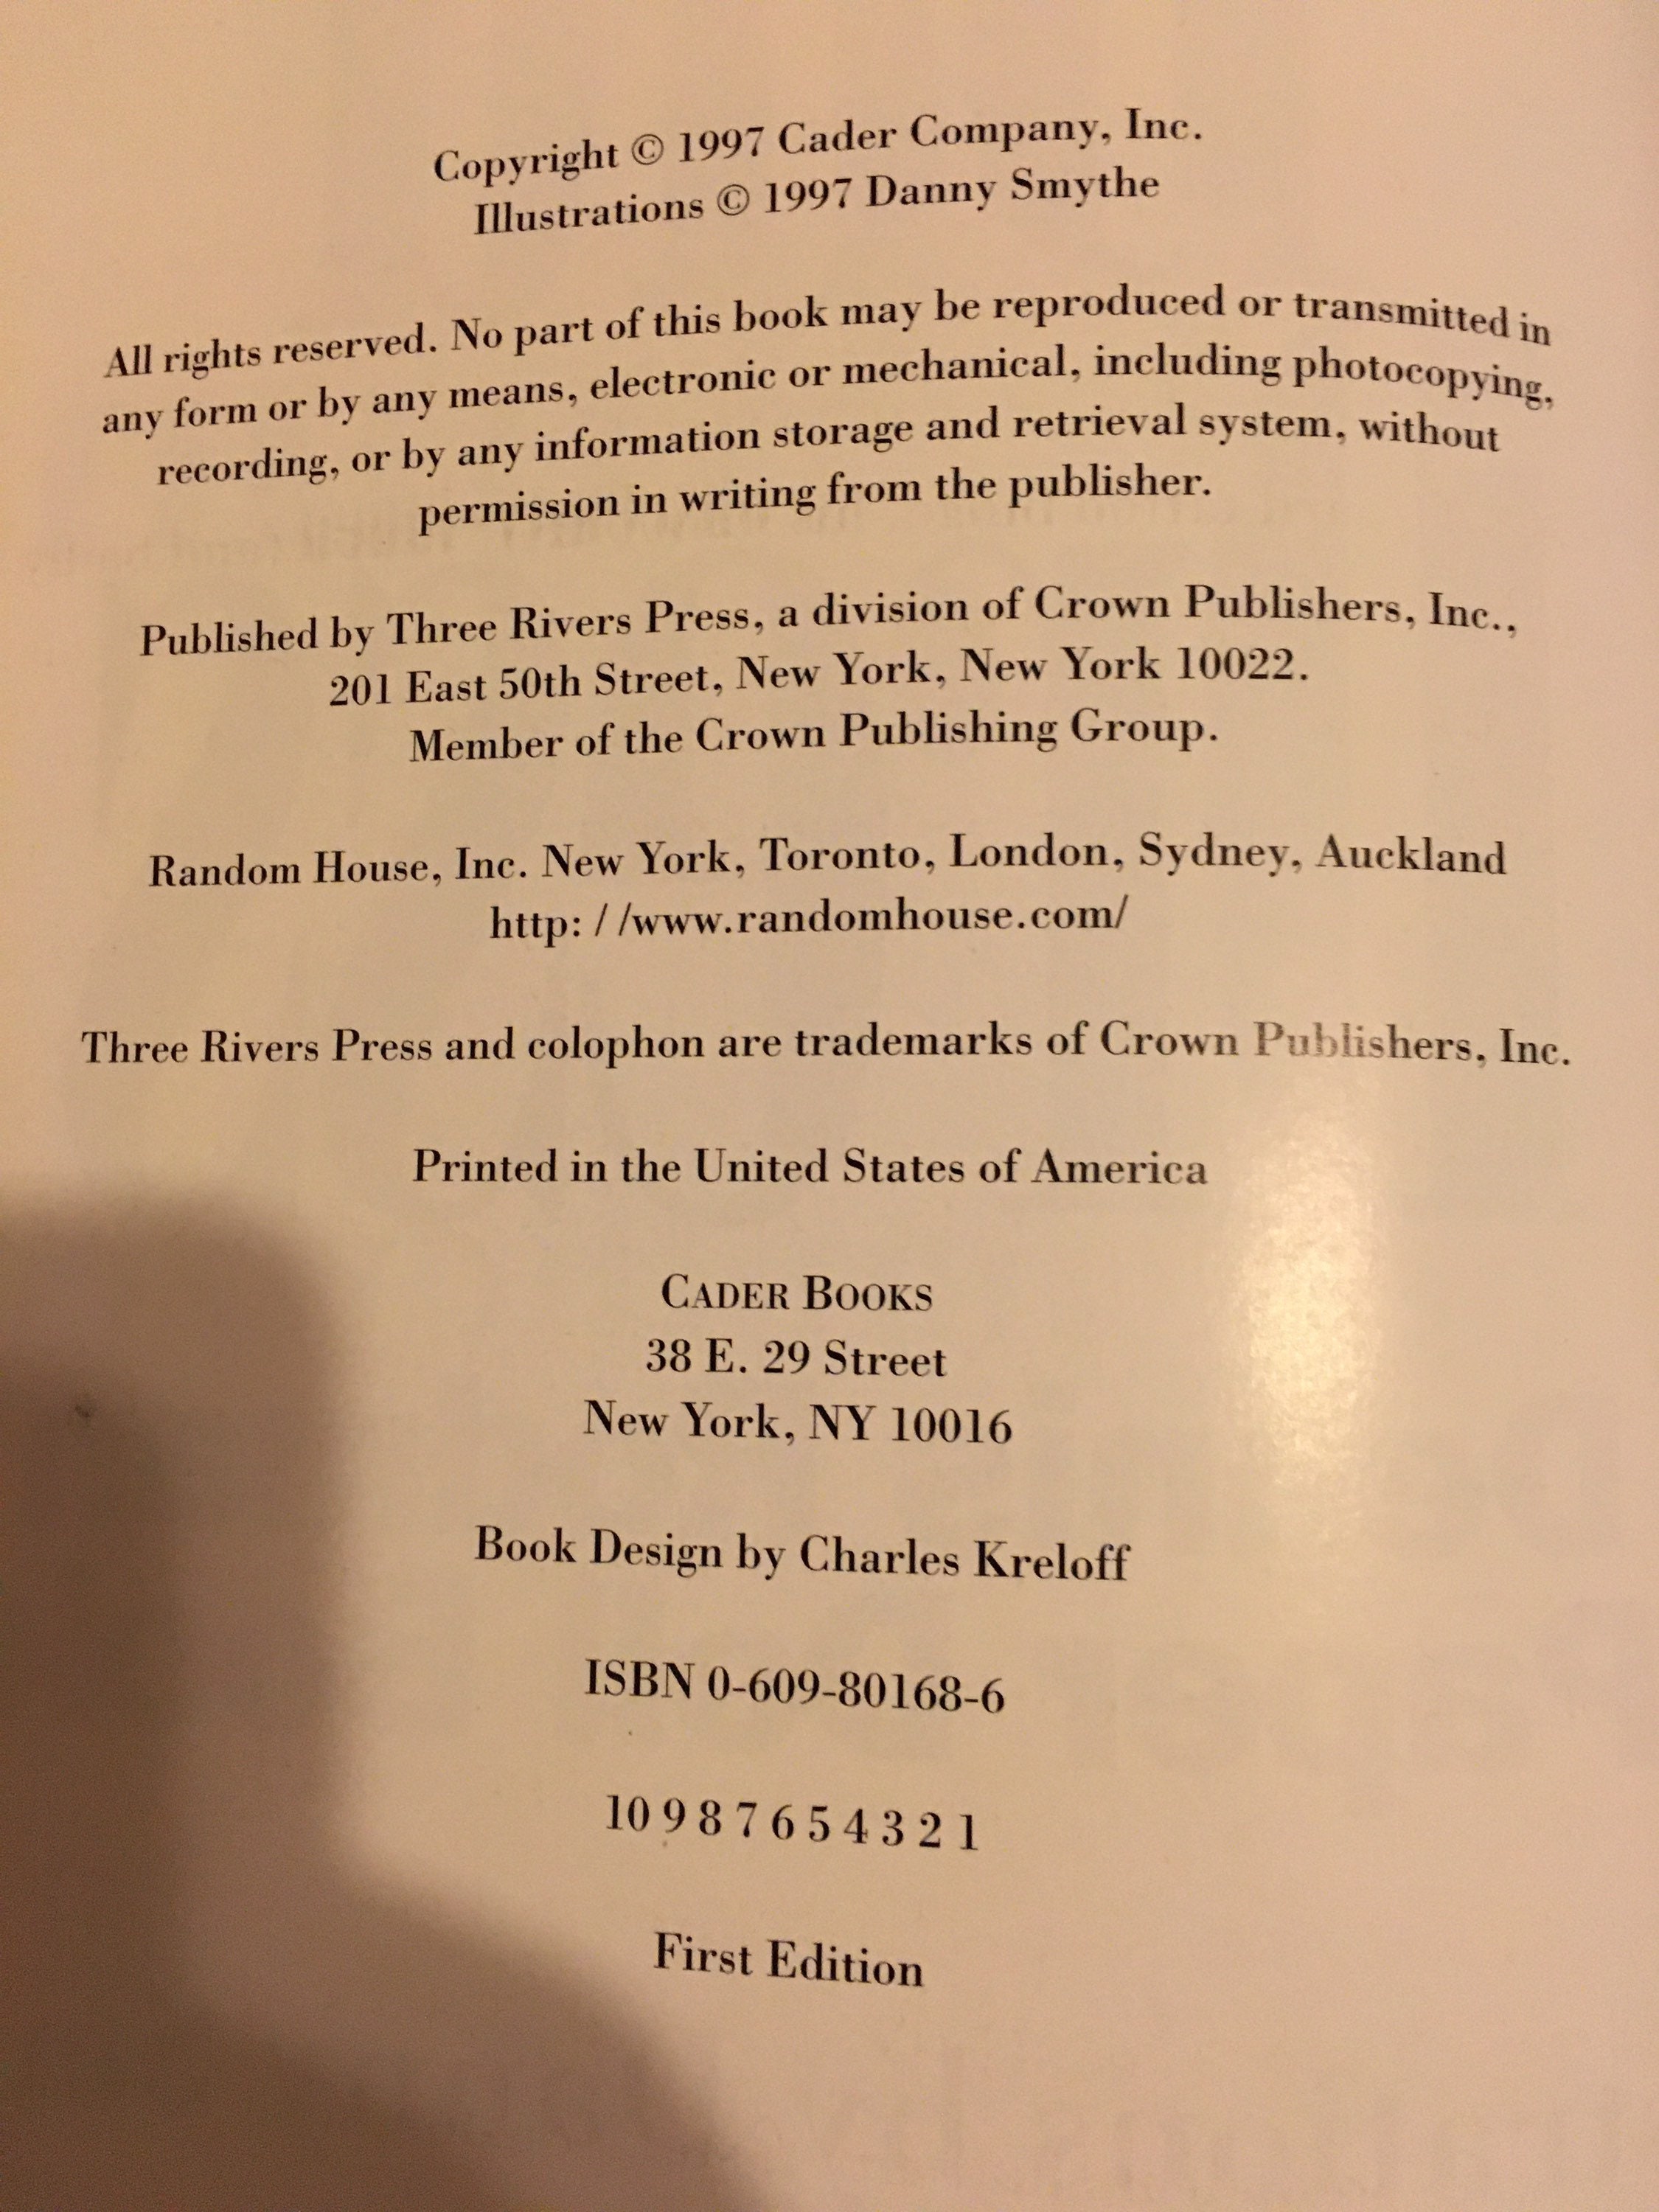 Copyright © 1997 Cader Company, Inc.
Illustrations © 1997 Danny Smythe
All rights reserved. No part of this book may be reproduced or transmitted in
any form or by any means, electronic or mechanical, including photocopying,
recording, or by any information storage and retrieval system, without
permission in writing from the publisher.
Published by Three Rivers Press, a division of Crown Publishers, Inc.,
201 East 50th Street, New York, New York 10022.
Member of the Crown Publishing Group.
Random House, Inc. New York, Toronto, London, Sydney, Auckland
http: / /www.randomhouse.com/
Three Rivers Press and colophon are trademarks of Crown Publishers, Inc.
Printed in the United States of America
CADER BOOKS
38 E. 29 Street
New York, NY 10016
Book Design by Charles Kreloff
ISBN 0-609-80168-6
10 9 8 7 6 5 4 3 2 1
First Edition